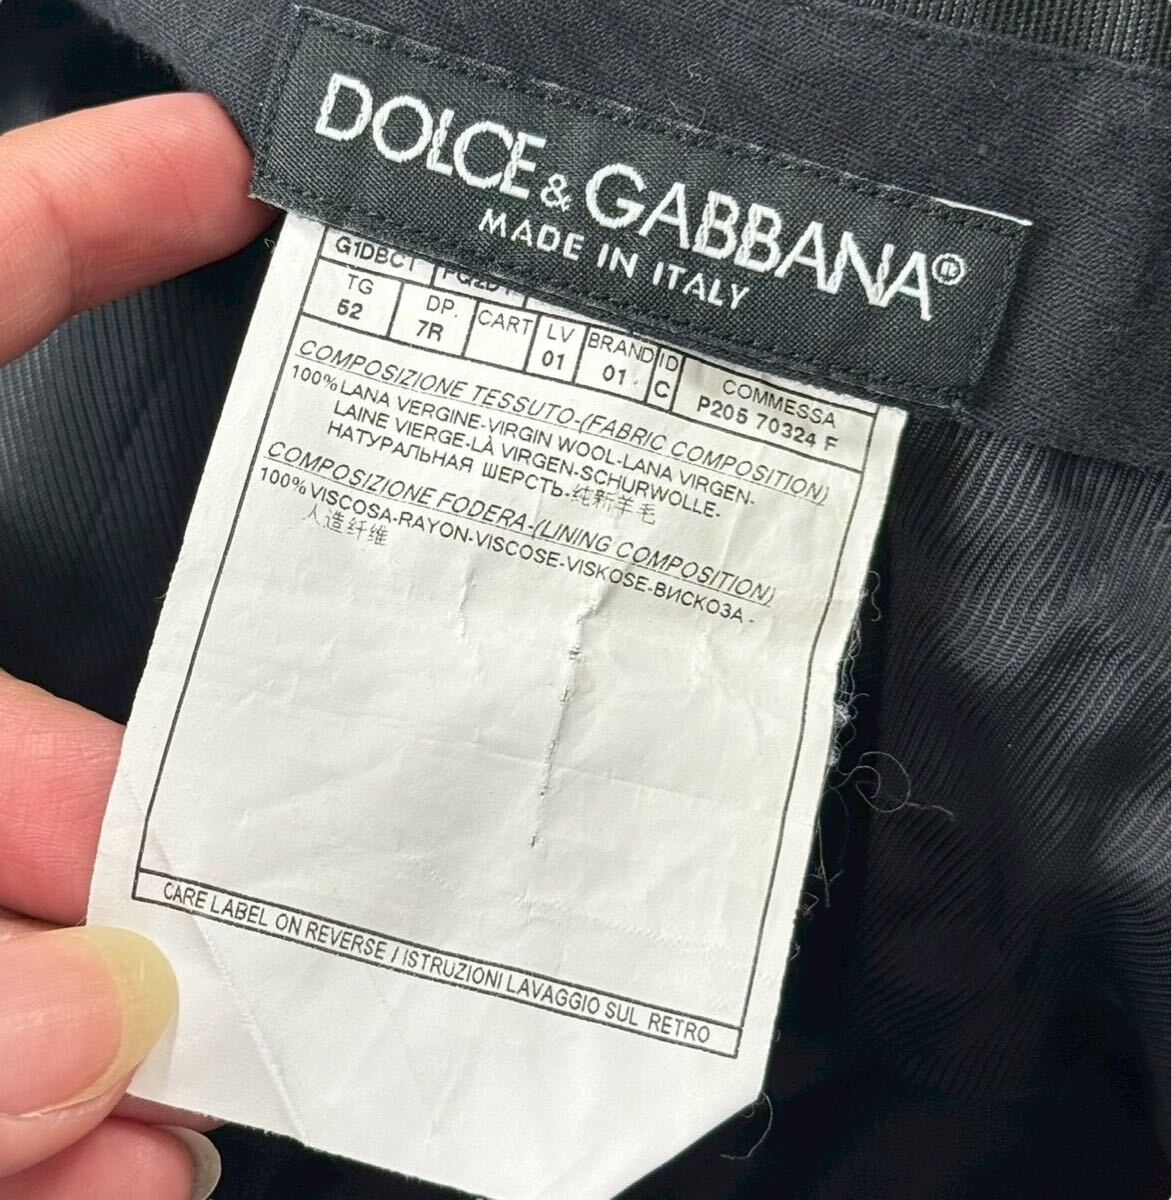 DOLCE & GABBANA®
MADE IN ITALY
G1DBCT
TG 52
DP. 7R
CART
LV 01
BRAND 01
ID C
COMMESSA P205 70324 F
COMPOSIZIONE TESSUTO-(FABRIC COMPOSITION)
100%LANA VERGINE-VIRGIN WOOL-LANA VIRGEN-
LAINE VIERGE-LÀ VIRGEN-SCHURWOLLE-
НАТУРАЛЬНАЯ ШЕРСТЬ-纯新羊毛
COMPOSIZIONE FODERA-(LINING COMPOSITION)
100%VISCOSA-RAYON-VISCOSE-VISKOSE-ВИСКОЗА-
人造纤维
CARE LABEL ON REVERSE / ISTRUZIONI LAVAGGIO SUL RETRO